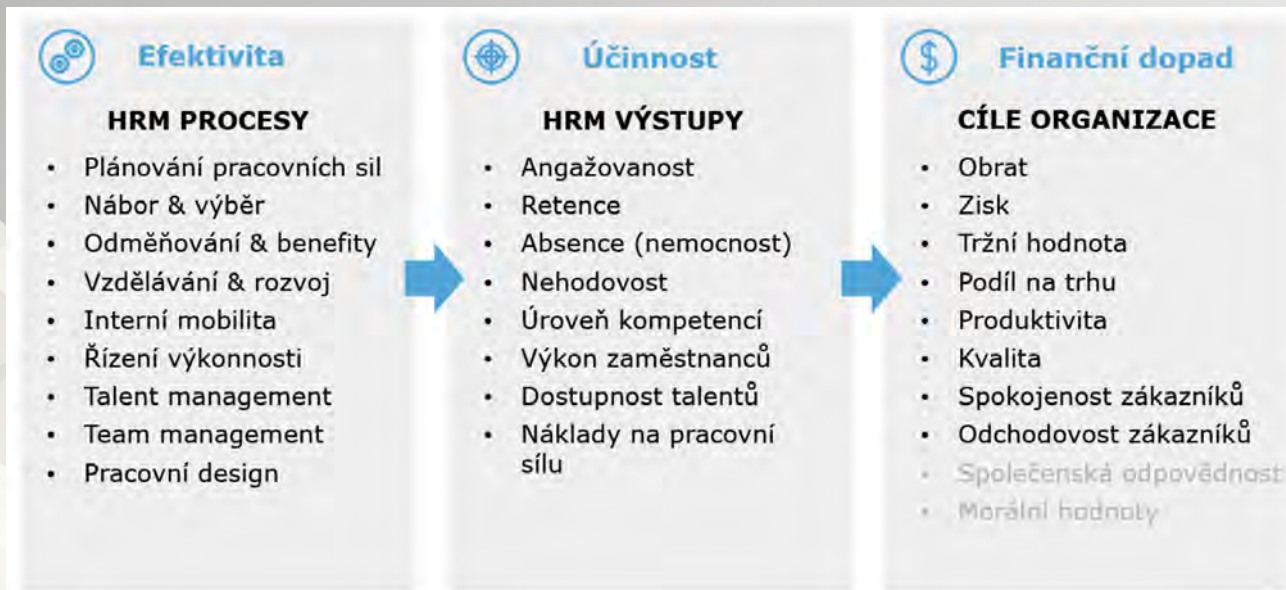 Efektivita
HRM PROCESY
• Plánování pracovních sil
• Nábor & výběr
• Odměňování & benefity
• Vzdělávání & rozvoj
• Interní mobilita
• Řízení výkonnosti
• Talent management
• Team management
• Pracovní design
Účinnost
HRM VÝSTUPY
• Angažovanost
• Retence
• Absence (nemocnost)
• Nehodovost
• Úroveň kompetencí
• Výkon zaměstnanců
• Dostupnost talentů
• Náklady na pracovní
sílu
$ Finanční dopad
CÍLE ORGANIZACE
• Obrat
• Zisk
• Tržní hodnota
• Podíl na trhu
• Produktivita
• Kvalita
• Spokojenost zákazníků
• Odchodovost zákazníků
• Společenská odpovědnost
• Morální hodnoty